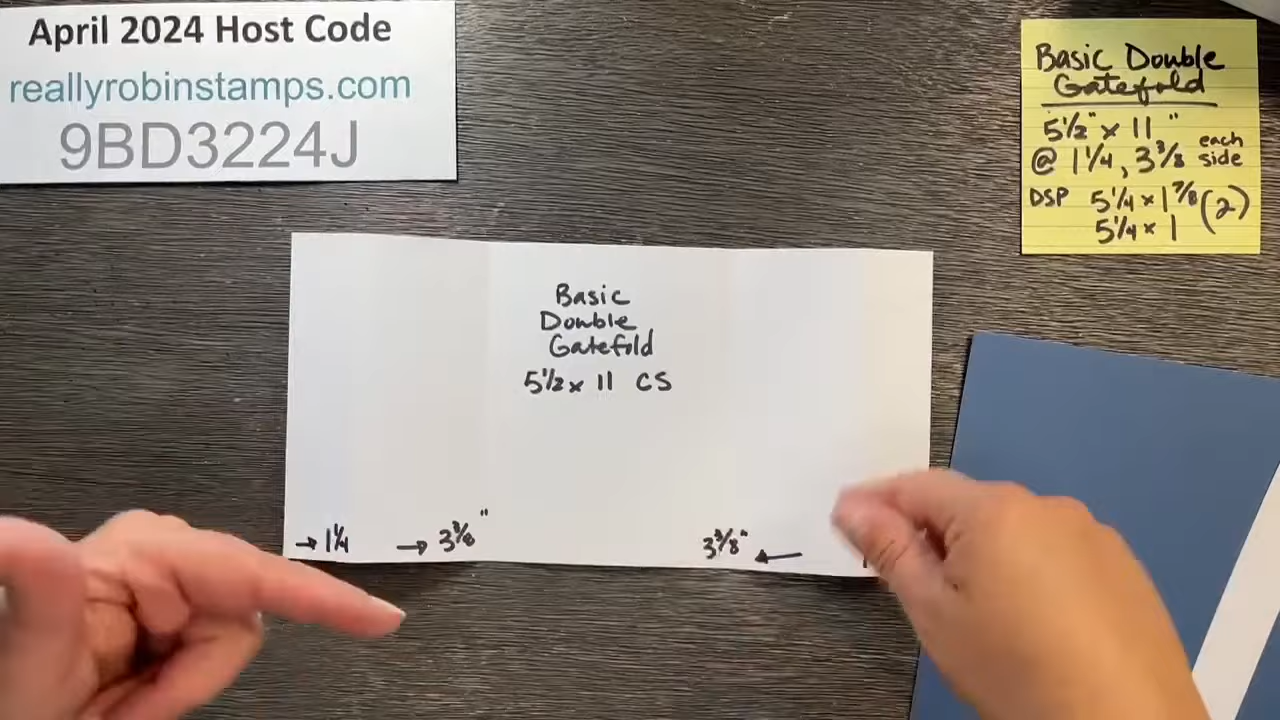 April 2024 Host Code
reallyrobinstamps.com
9BD3224J
Basic Double
Gatefold
5½" x 11"
@ 1¼, 3⅜ each side
DSP 5¼ x 1⅞ (2)
5¼ x 1
Basic
Double
Gatefold
5½ x 11 CS
→ 1¼ → 3⅜"
3⅜" ←